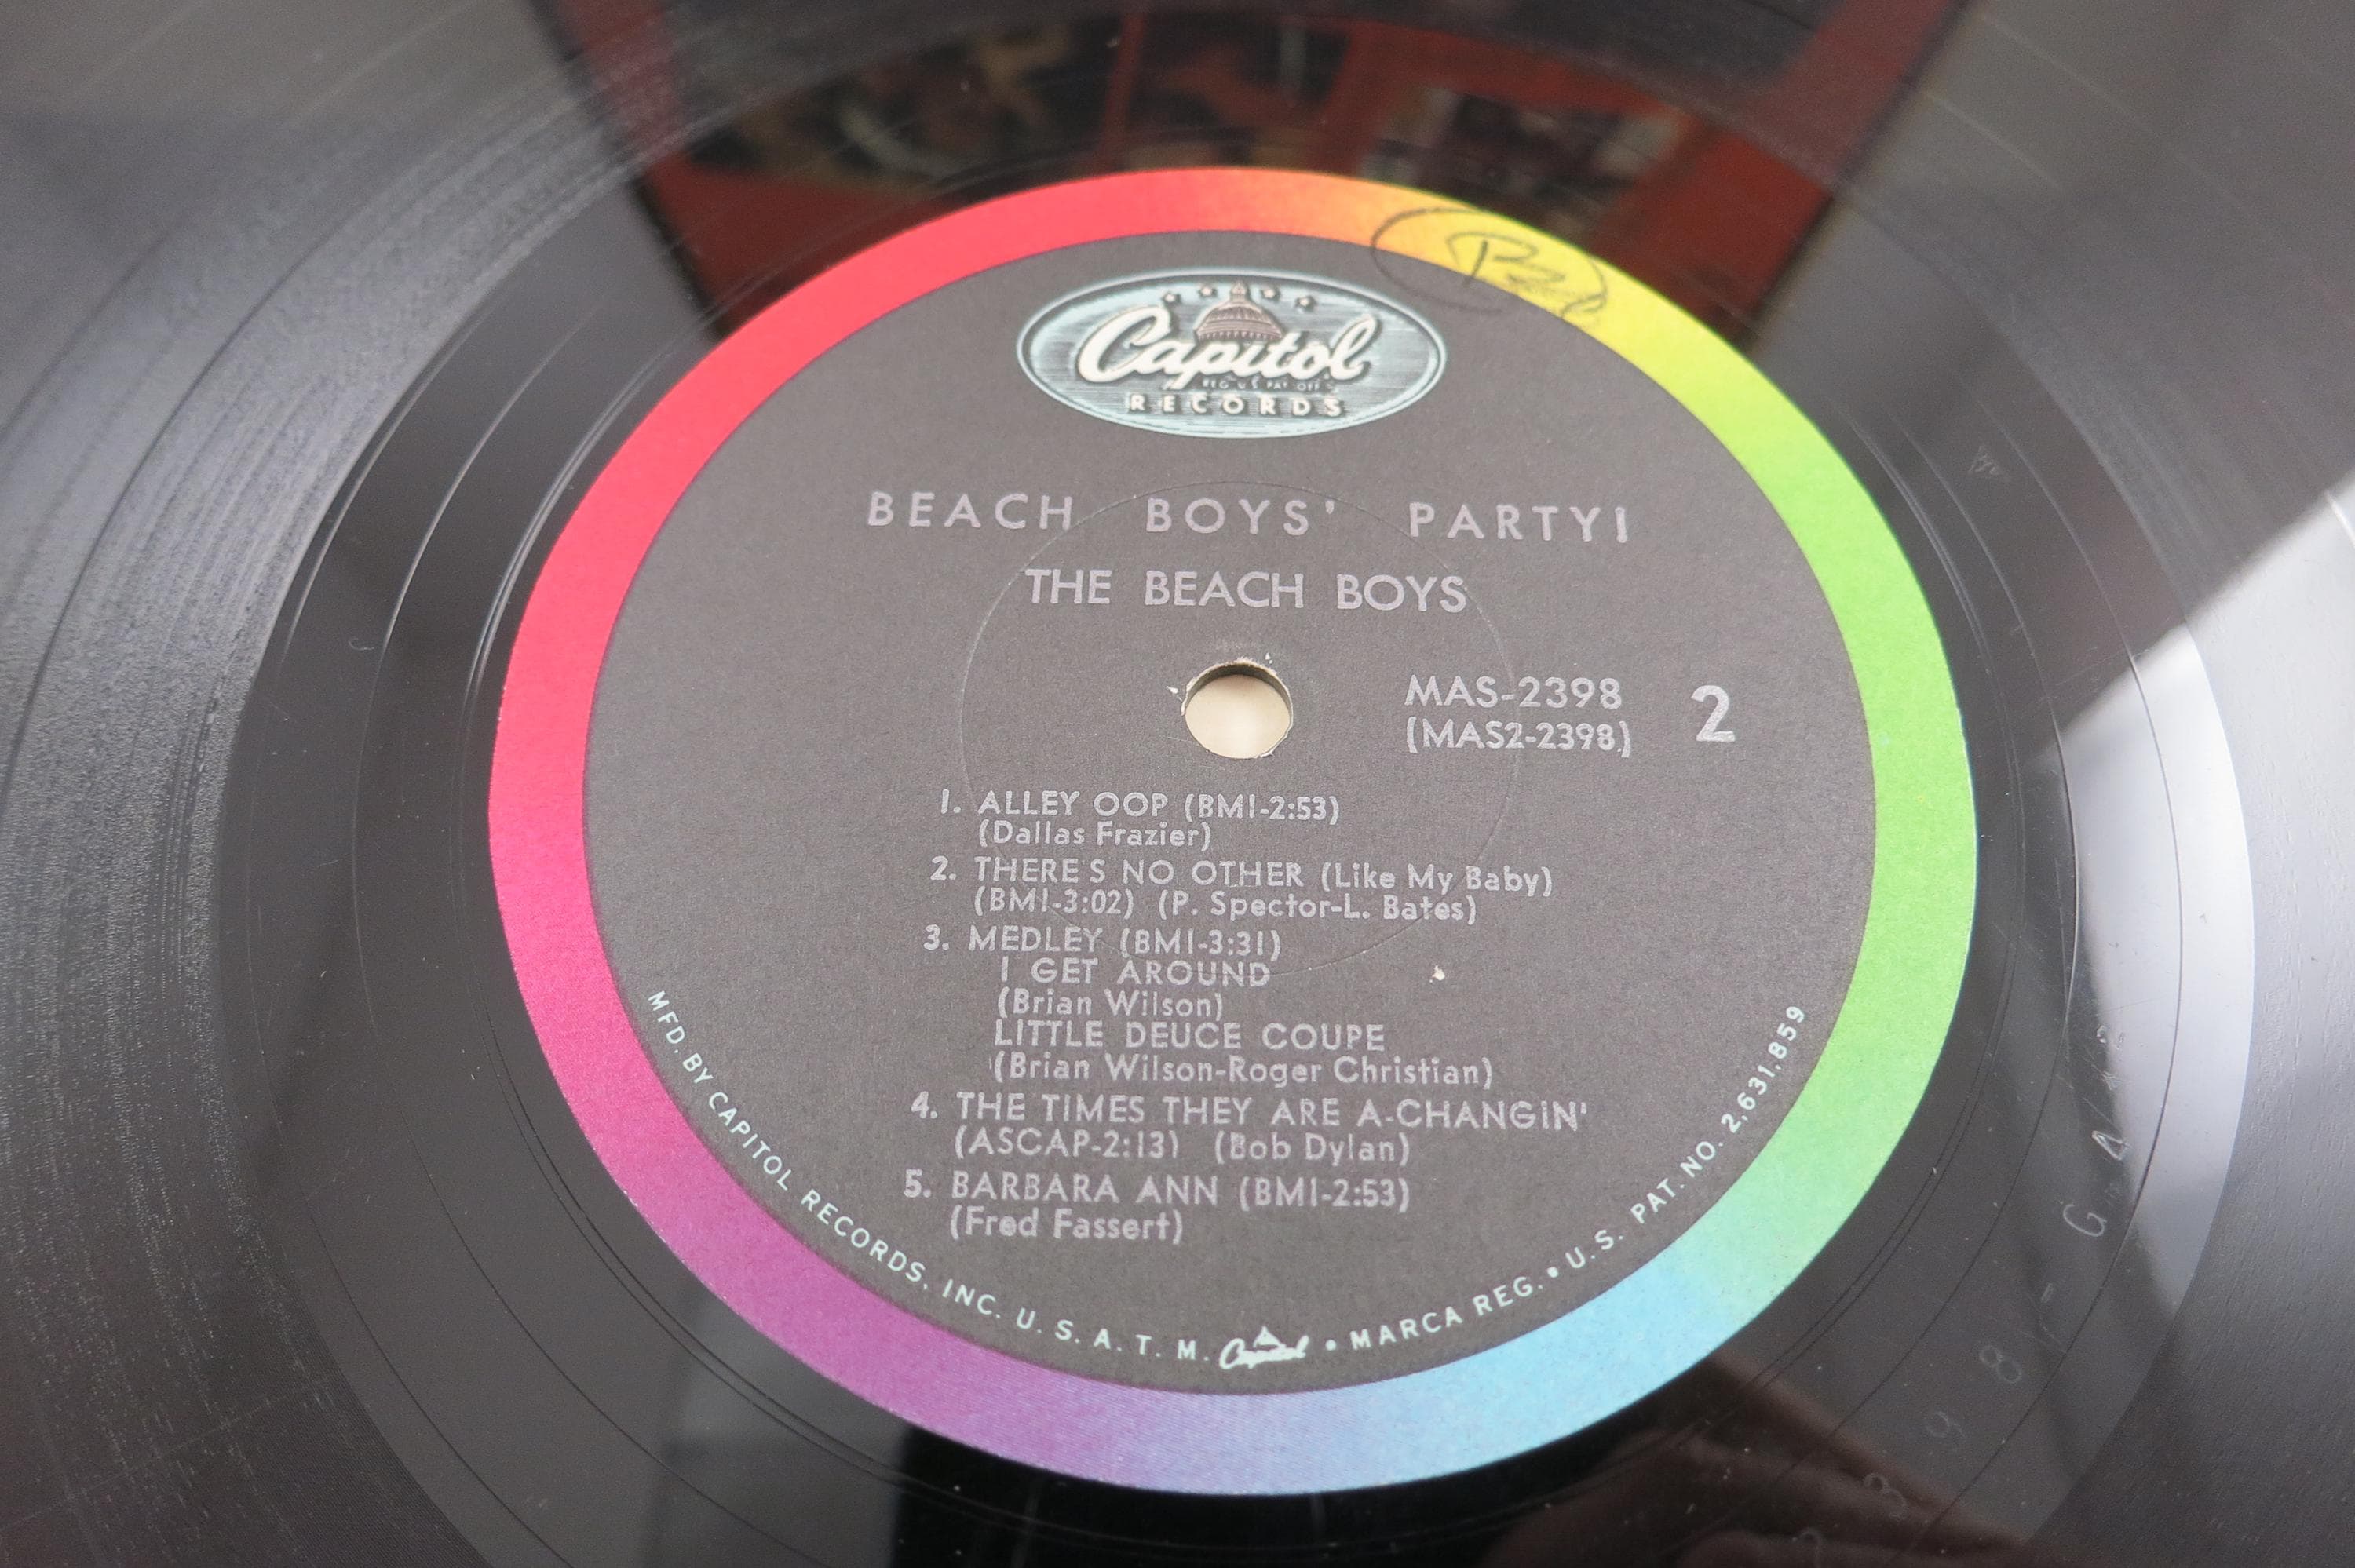 Capitol
REG. U.S. PAT. OFF.
RECORDS
BEACH BOYS' PARTY!
THE BEACH BOYS
MAS-2398
(MAS2-2398)
2
1. ALLEY OOP (BMI-2:53)
(Dallas Frazier)
2. THERE'S NO OTHER (Like My Baby)
(BMI-3:02) (P. Spector-L. Bates)
3. MEDLEY (BMI-3:31)
I GET AROUND
(Brian Wilson)
LITTLE DEUCE COUPE
(Brian Wilson-Roger Christian)
4. THE TIMES THEY ARE A-CHANGIN'
(ASCAP-2:13) (Bob Dylan)
5. BARBARA ANN (BMI-2:53)
(Fred Fassert)
MFD. BY CAPITOL RECORDS, INC. U.S.A. T.M. Capitol • MARCA REG. • U.S. PAT. NO. 2,631,859